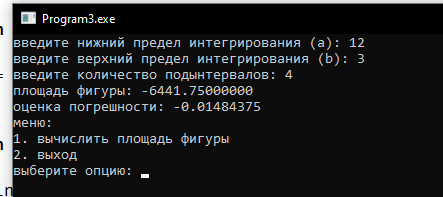 Program3.exe
введите нижний предел интегрирования (a): 12
введите верхний предел интегрирования (b): 3
введите количество подынтервалов: 4
площадь фигуры: -6441.75000000
оценка погрешности: -0.01484375
меню:
1. вычислить площадь фигуры
2. выход
выберите опцию: